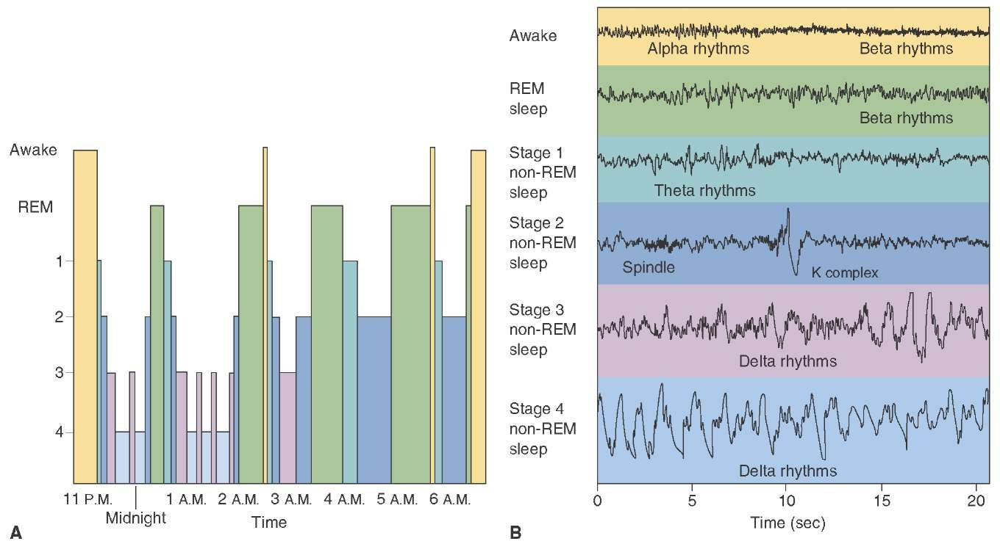 Awake
REM
1
2
3
4
11 P.M.
Midnight
1 A.M.
2 A.M.
3 A.M.
4 A.M.
5 A.M.
6 A.M.
Time
A
Awake
Alpha rhythms
Beta rhythms
REM
sleep
Beta rhythms
Stage 1
non-REM
sleep
Theta rhythms
Stage 2
non-REM
sleep
Spindle
K complex
Stage 3
non-REM
sleep
Delta rhythms
Stage 4
non-REM
sleep
Delta rhythms
0
5
10
15
20
Time (sec)
B